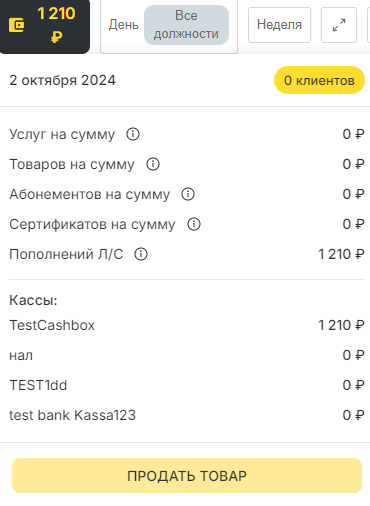 1 210
₽
День
Все
должности
Неделя
2 октября 2024
0 клиентов
Услуг на сумму 0 ₽
Товаров на сумму 0 ₽
Абонементов на сумму 0 ₽
Сертификатов на сумму 0 ₽
Пополнений Л/С 1 210 ₽
Кассы:
TestCashbox 1 210 ₽
нал 0 ₽
TEST1dd 0 ₽
test bank Kassa123 0 ₽
ПРОДАТЬ ТОВАР